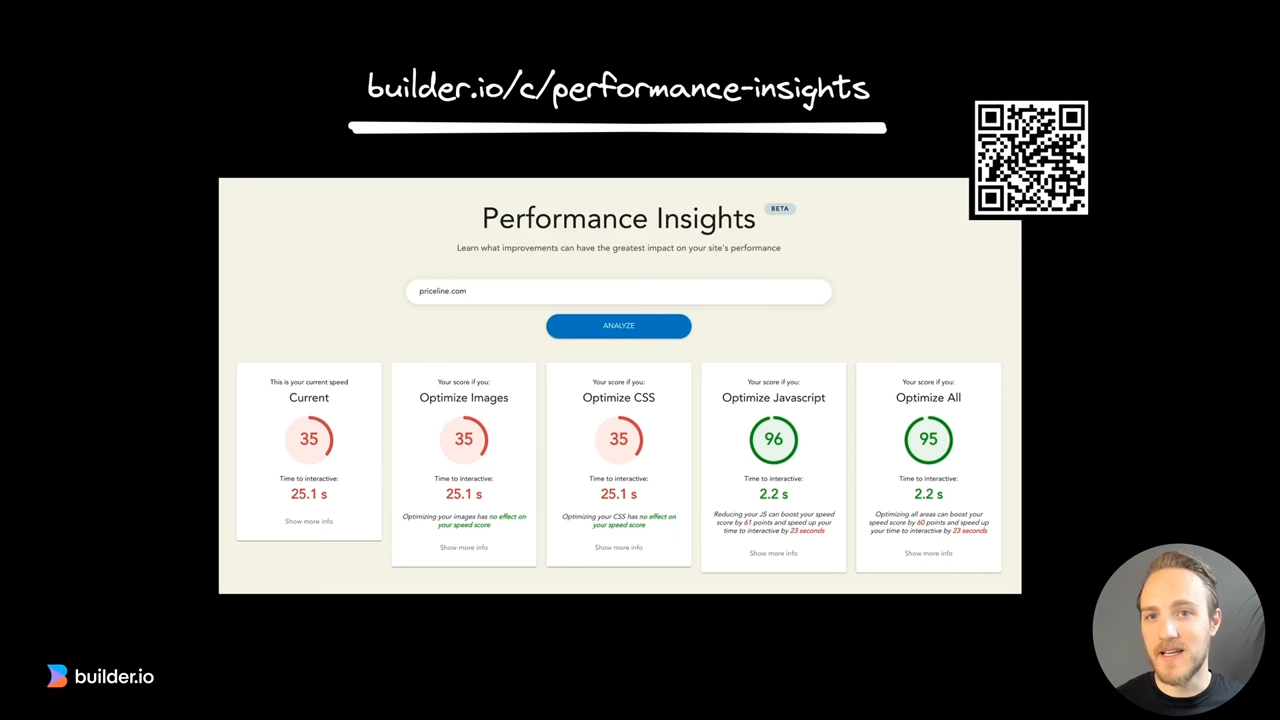 builder.io/c/performance-insights
Performance Insights
BETA
Learn what improvements can have the greatest impact on your site's performance
priceline.com
ANALYZE
This is your current speed
Current
35
Time to interactive:
25.1 s
Show more info
Your score if you:
Optimize Images
35
Time to interactive:
25.1 s
Optimizing your images has no effect on
your speed score
Show more info
Your score if you:
Optimize CSS
35
Time to interactive:
25.1 s
Optimizing your CSS has no effect on
your speed score
Show more info
Your score if you:
Optimize Javascript
96
Time to interactive:
2.2 s
Reducing your JS can boost your speed
score by 61 points and speed up your
time to interactive by 23 seconds
Show more info
Your score if you:
Optimize All
95
Time to interactive:
2.2 s
Optimizing all areas can boost your
speed score by 60 points and speed up
your time to interactive by 23 seconds
Show more info
builder.io